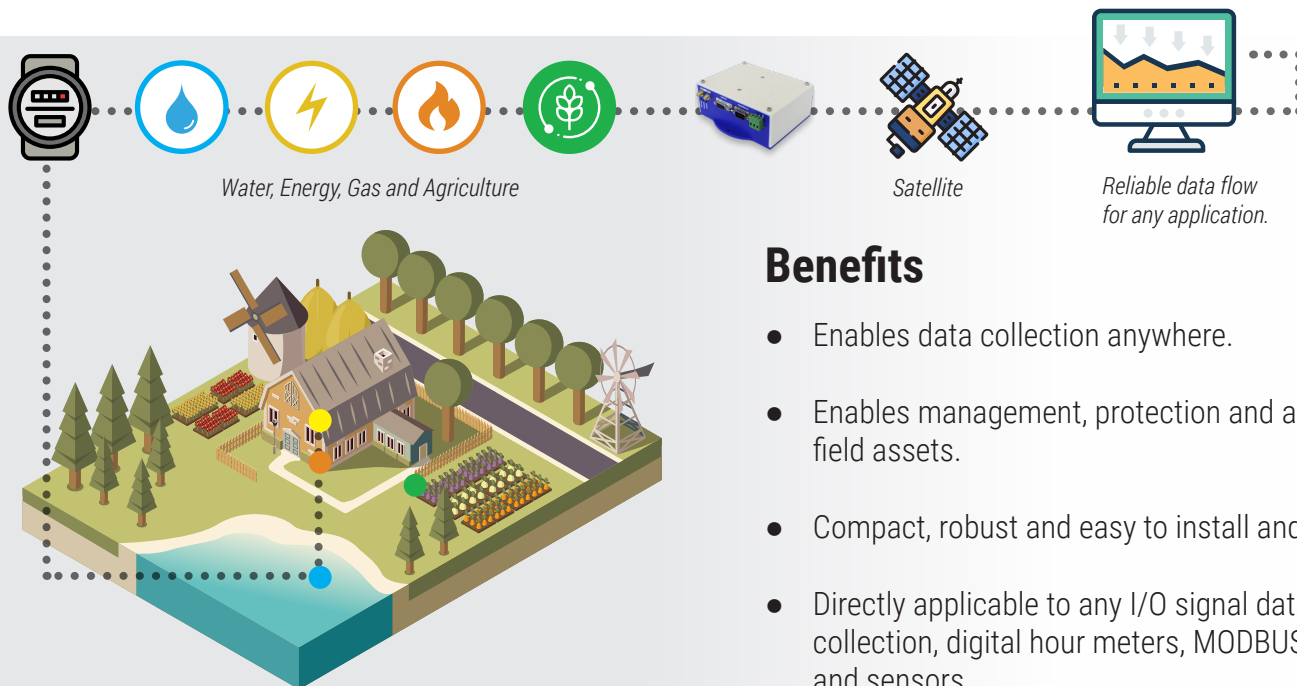 Water, Energy, Gas and Agriculture
Satellite
Reliable data flow
for any application.
Benefits
● Enables data collection anywhere.
● Enables management, protection and a
field assets.
● Compact, robust and easy to install and
● Directly applicable to any I/O signal dat
collection, digital hour meters, MODBUS
and sensors